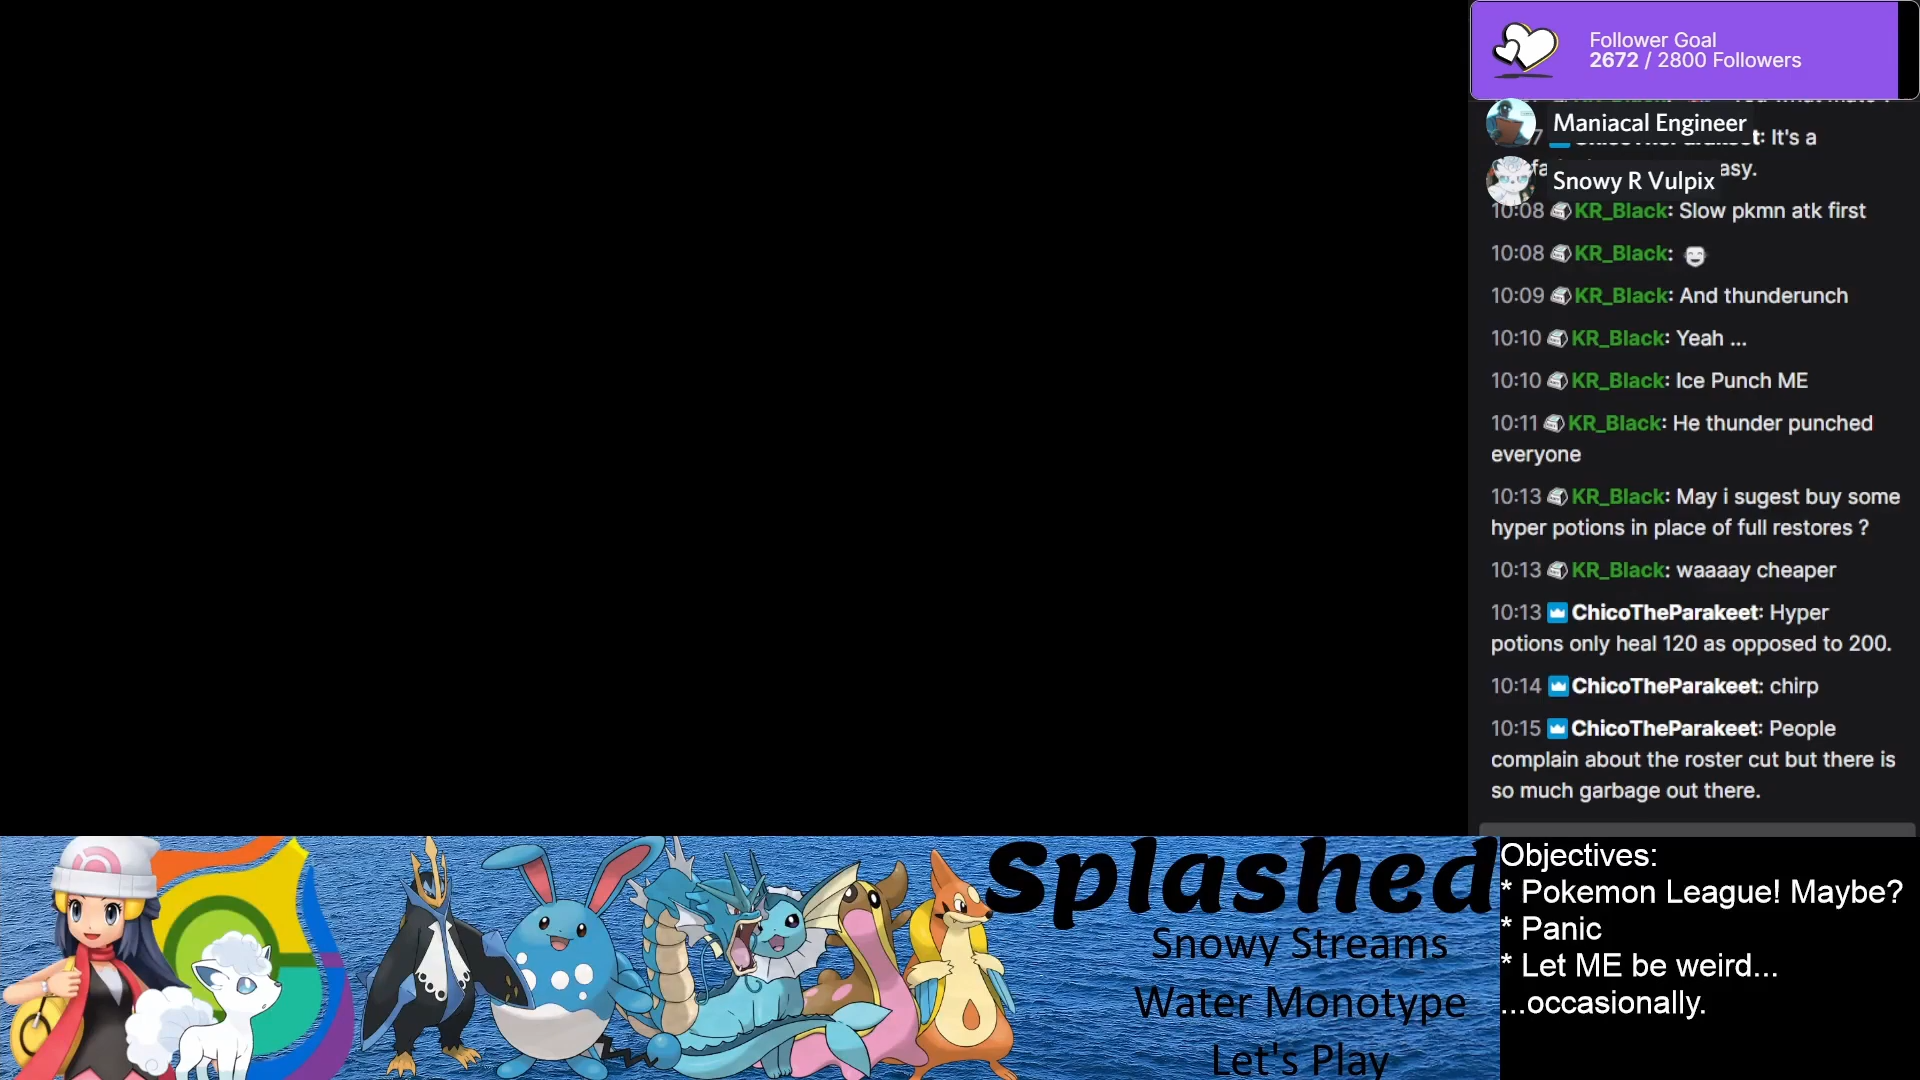 Follower Goal
2672 / 2800 Followers
Maniacal Engineer
t: It's a
asy.
Snowy R Vulpix
10:08 KR_Black: Slow pkmn atk first
10:08 KR_Black:
10:09 KR_Black: And thunderunch
10:10 KR_Black: Yeah ...
10:10 KR_Black: Ice Punch ME
10:11 KR_Black: He thunder punched
everyone
10:13 KR_Black: May i sugest buy some
hyper potions in place of full restores ?
10:13 KR_Black: waaaay cheaper
10:13 ChicoTheParakeet: Hyper
potions only heal 120 as opposed to 200.
10:14 ChicoTheParakeet: chirp
10:15 ChicoTheParakeet: People
complain about the roster cut but there is
so much garbage out there.
Splashed
Snowy Streams
Water Monotype
Let's Play
Objectives:
* Pokemon League! Maybe?
* Panic
* Let ME be weird...
...occasionally.